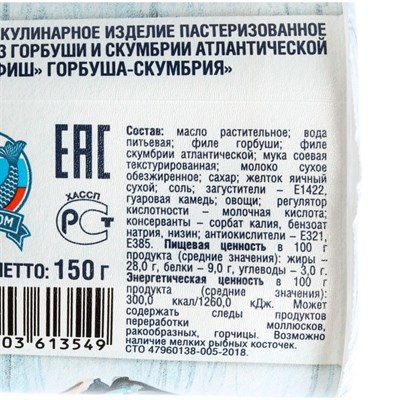 КУЛИНАРНОЕ ИЗДЕЛИЕ ПАСТЕРИЗОВАННОЕ
З ГОРБУШИ И СКУМБРИИ АТЛАНТИЧЕСКОЙ
ФИШ» ГОРБУША-СКУМБРИЯ»
ЕАС
ХАССП
РСТ
ОМ
НЕТТО: 150 г
03 613549
Состав: масло растительное; вода
питьевая; филе горбуши; филе
скумбрии атлантической; мука соевая
текстурированная; молоко сухое
обезжиренное; сахар; желток яичный
сухой; соль, загустители – Е1422,
гуаровая камедь; овощи; регулятор
кислотности – молочная кислота;
консерванты – сорбат калия, бензоат
натрия, низин; антиокислители – Е321,
Е385. Пищевая ценность в 100 г
продукта (средние значения): жиры –
28,0 г, белки – 9,0 г, углеводы – 3,0 г.
Энергетическая ценность в 100 г
продукта (средние значения):
300,0 ккал/1260,0 кДж. Может
содержать следы продуктов
переработки моллюсков,
ракообразных, горчицы. Возможно
наличие мелких рыбных косточек.
СТО 47960138-005-2018.